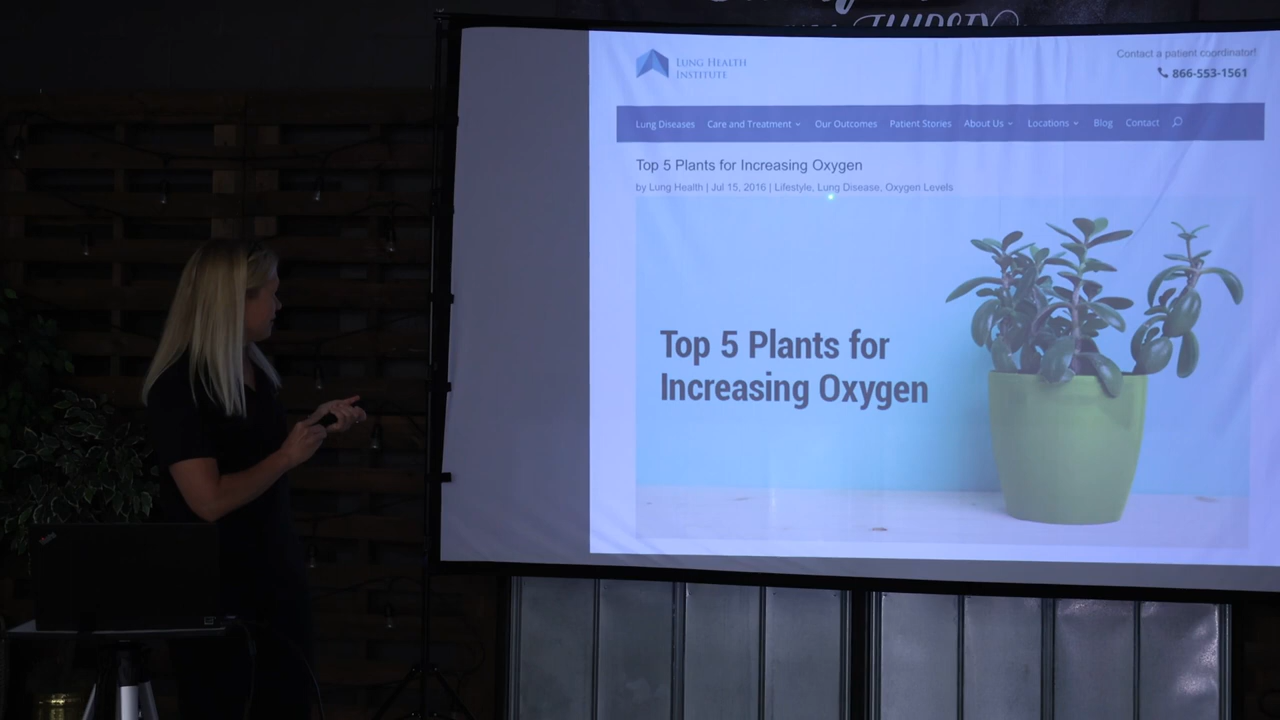 THIRSTY
LUNG HEALTH
INSTITUTE
Contact a patient coordinator!
866-553-1561
Lung Diseases Care and Treatment Our Outcomes Patient Stories About Us Locations Blog Contact
Top 5 Plants for Increasing Oxygen
by Lung Health | Jul 15, 2016 | Lifestyle, Lung Disease, Oxygen Levels
Top 5 Plants for
Increasing Oxygen